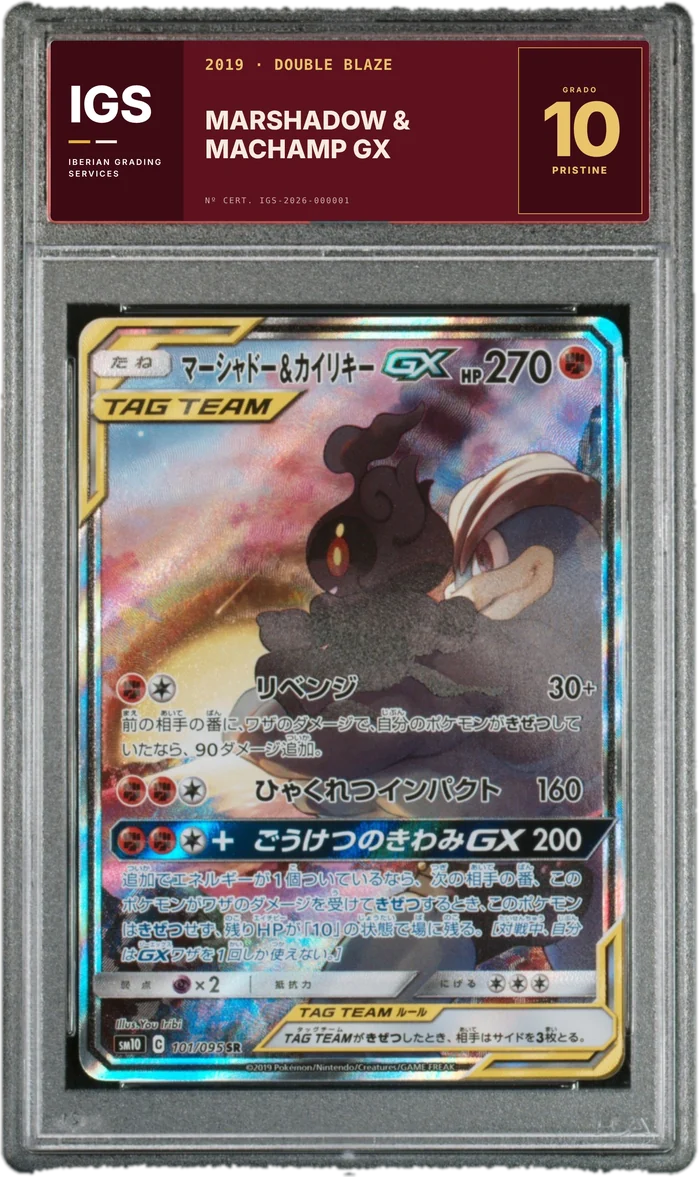 IGS
IBERIAN GRADING
SERVICES
2019 · DOUBLE BLAZE
MARSHADOW &
MACHAMP GX
Nº CERT. IGS-2026-000001
GRADO
10
PRISTINE
たね
マーシャドー&カイリキーGX HP270
TAG TEAM
リベンジ 30+
前の相手の番に、ワザのダメージで、自分のポケモンがきぜつして
いたなら、90ダメージ追加。
ひゃくれつインパクト 160
+ ごうけつのきわみGX 200
追加でエネルギーが1個ついているなら、次の相手の番、この
ポケモンがワザのダメージを受けてきぜつするとき、このポケモン
はきぜつせず、残りHPが「10」の状態で場に残る。[対戦中、自分
はGXワザを1回しか使えない。]
弱点 ×2 抵抗力 にげる
TAG TEAM ルール
TAG TEAMがきぜつしたとき、相手はサイドを3枚とる。
Illus. You Iribi
sm10 C 101/095 SR
©2019 Pokémon/Nintendo/Creatures/GAME FREAK